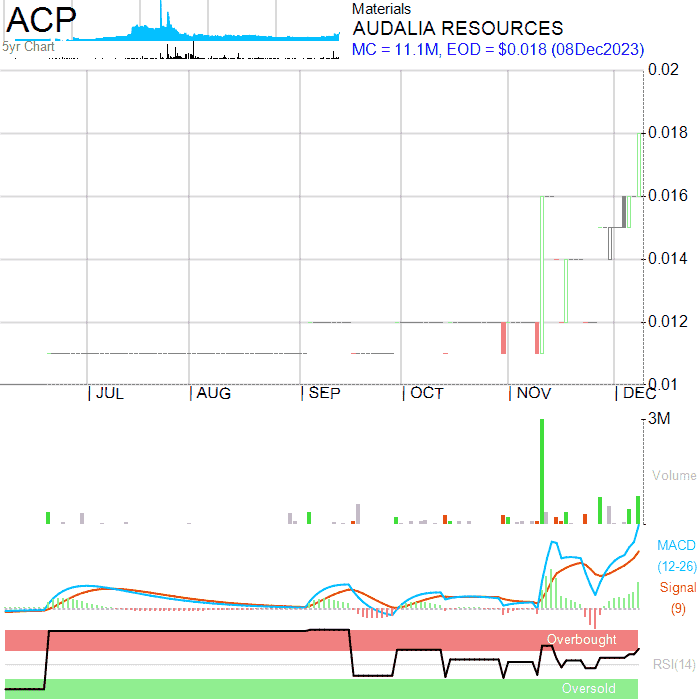 ACP
5yr Chart
Materials
AUDALIA RESOURCES
MC = 11.1M, EOD = $0.018 (08Dec2023)
0.02
0.018
0.016
0.014
0.012
0.01
JUL AUG SEP OCT NOV DEC
3M
Volume
MACD
(12-26)
Signal
(9)
Overbought
RSI(14)
Oversold